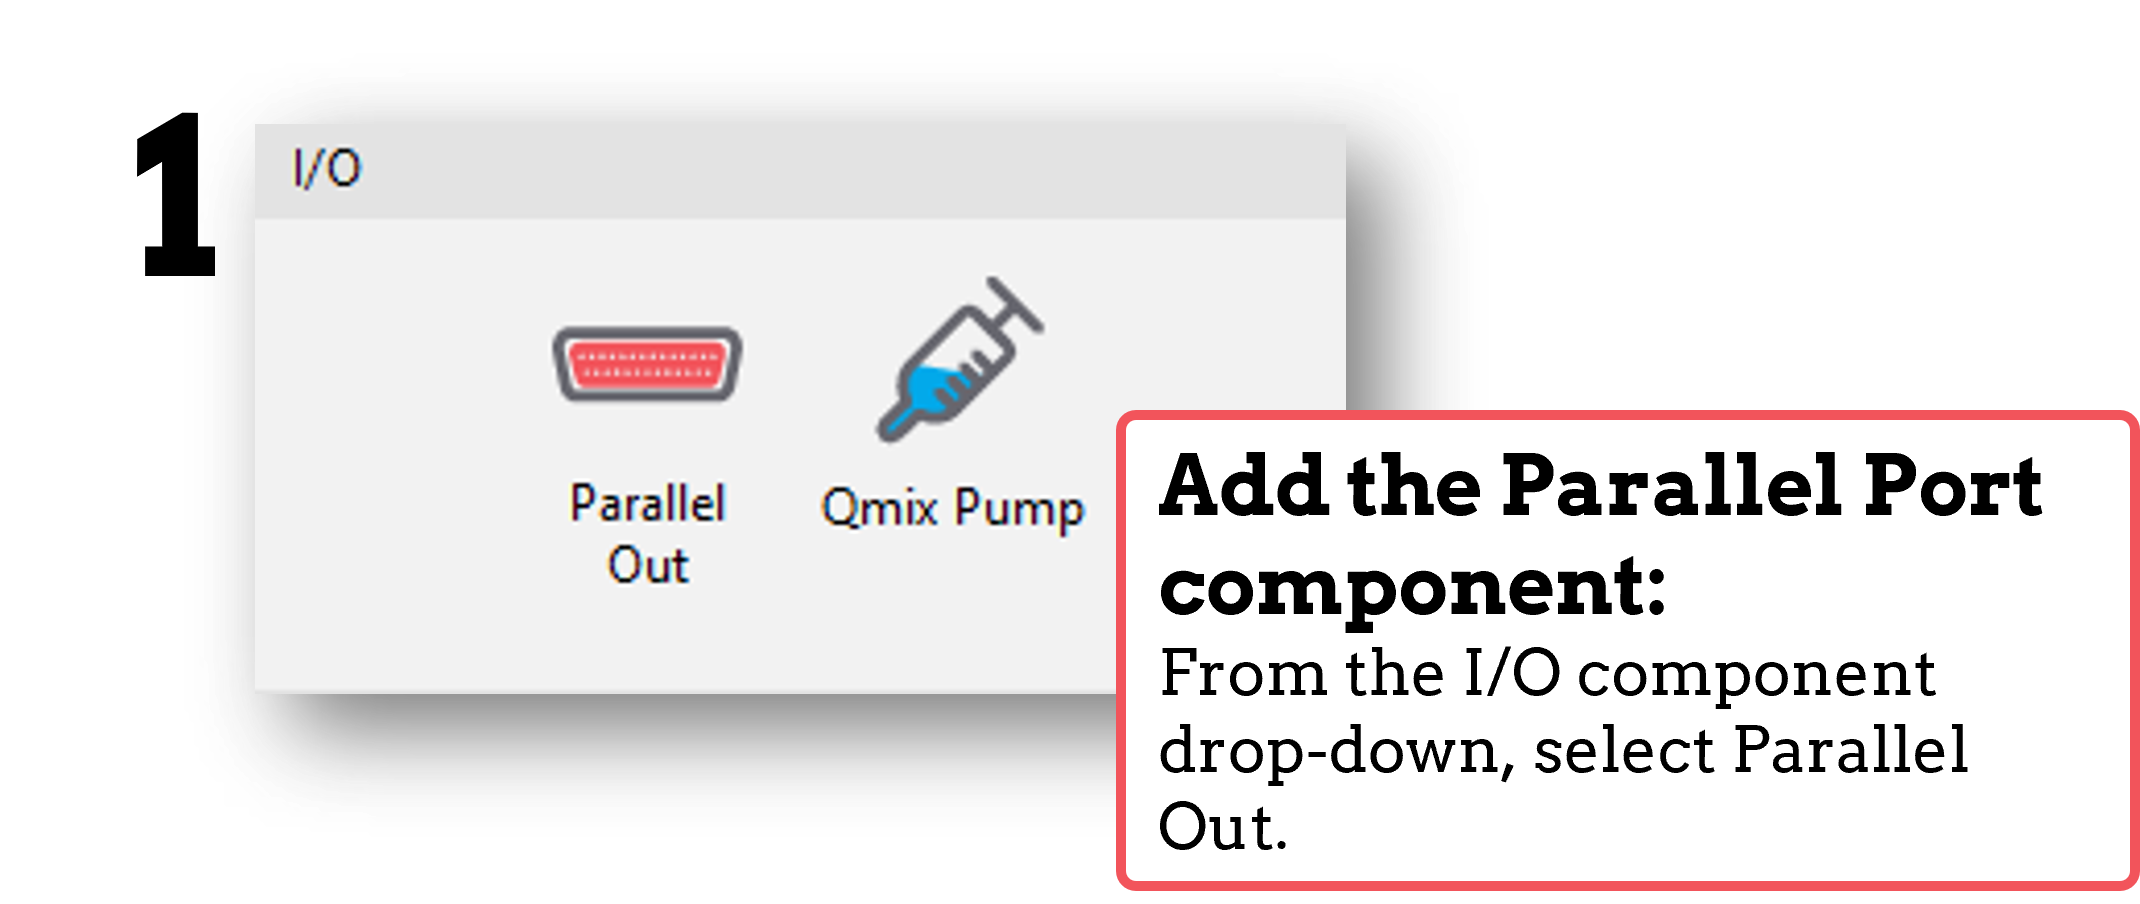 1
I/O
Parallel
Out
Qmix Pump
Add the Parallel Port
component:
From the I/O component
drop-down, select Parallel
Out.